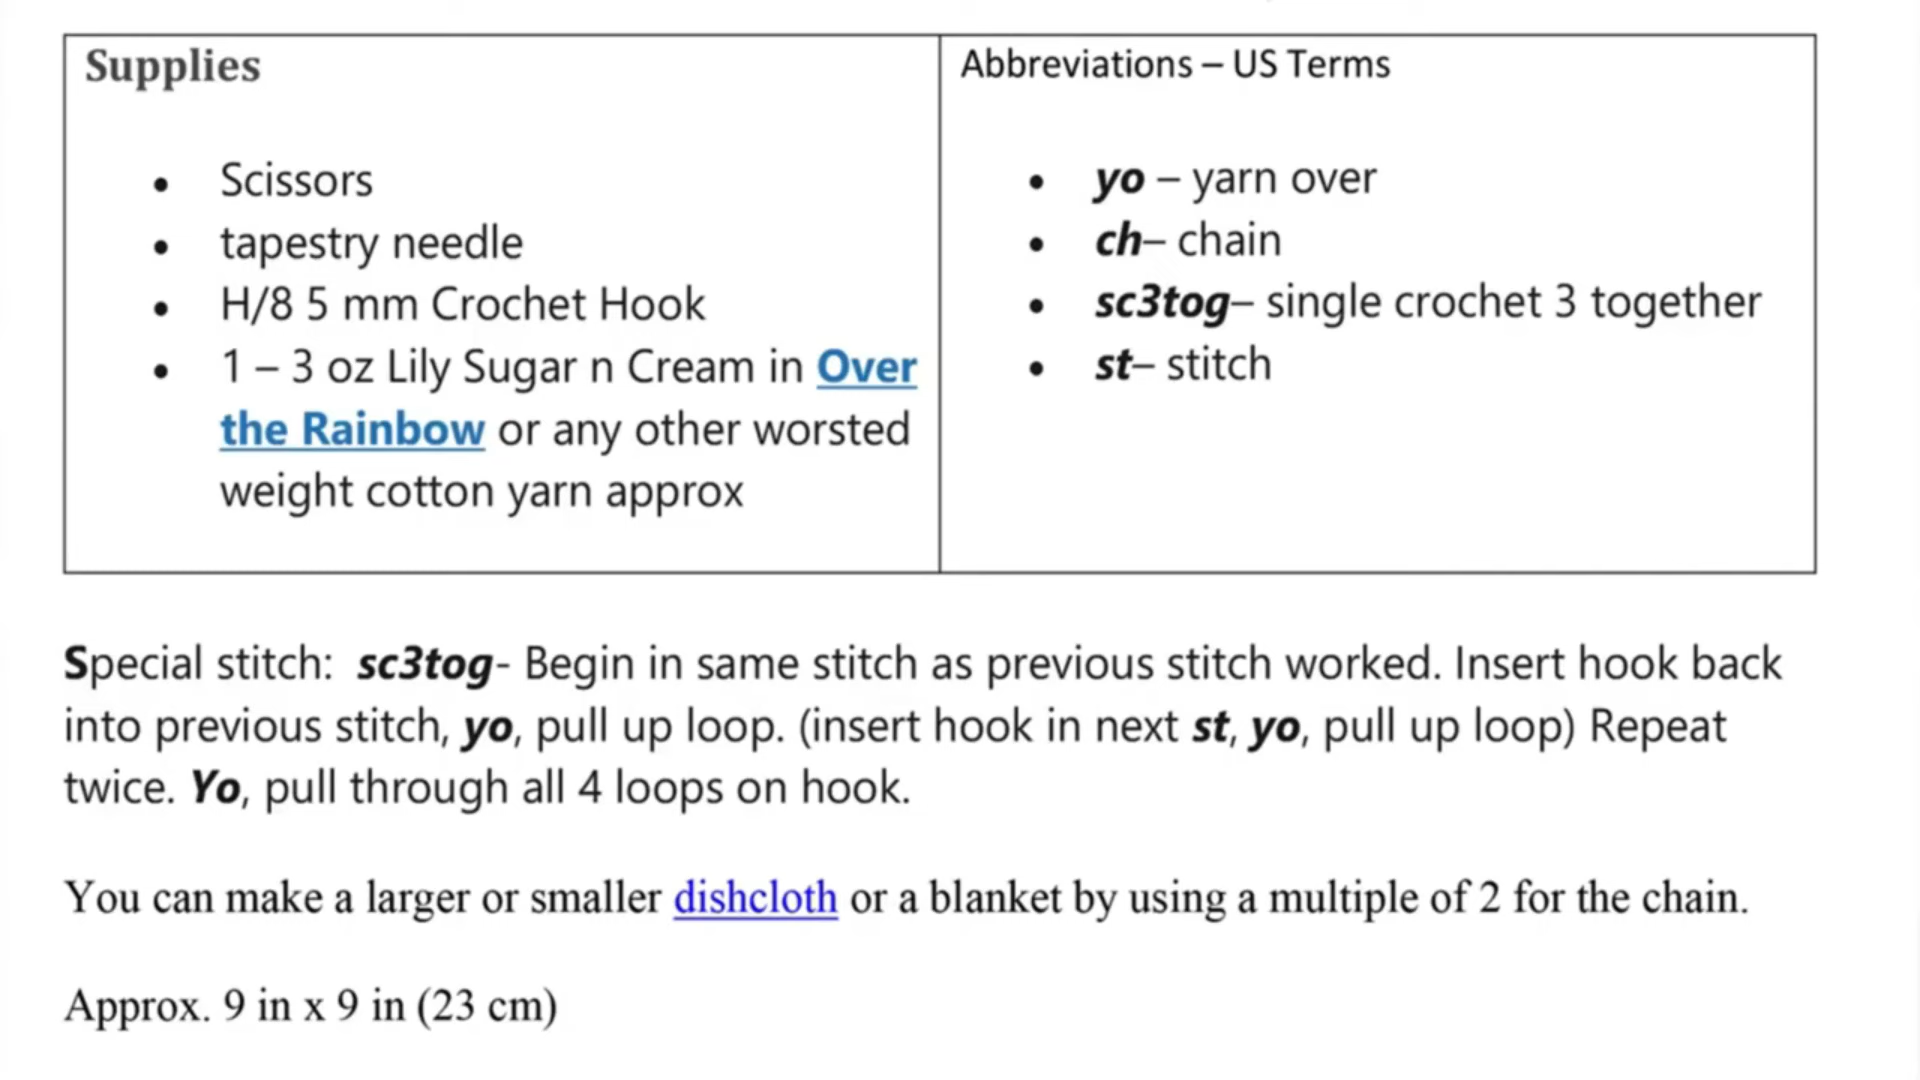 Supplies
• Scissors
• tapestry needle
• H/8 5 mm Crochet Hook
• 1 – 3 oz Lily Sugar n Cream in Over
the Rainbow or any other worsted
weight cotton yarn approx
Abbreviations – US Terms
• yo – yarn over
• ch– chain
• sc3tog– single crochet 3 together
• st– stitch
Special stitch: sc3tog- Begin in same stitch as previous stitch worked. Insert hook back
into previous stitch, yo, pull up loop. (insert hook in next st, yo, pull up loop) Repeat
twice. Yo, pull through all 4 loops on hook.
You can make a larger or smaller dishcloth or a blanket by using a multiple of 2 for the chain.
Approx. 9 in x 9 in (23 cm)